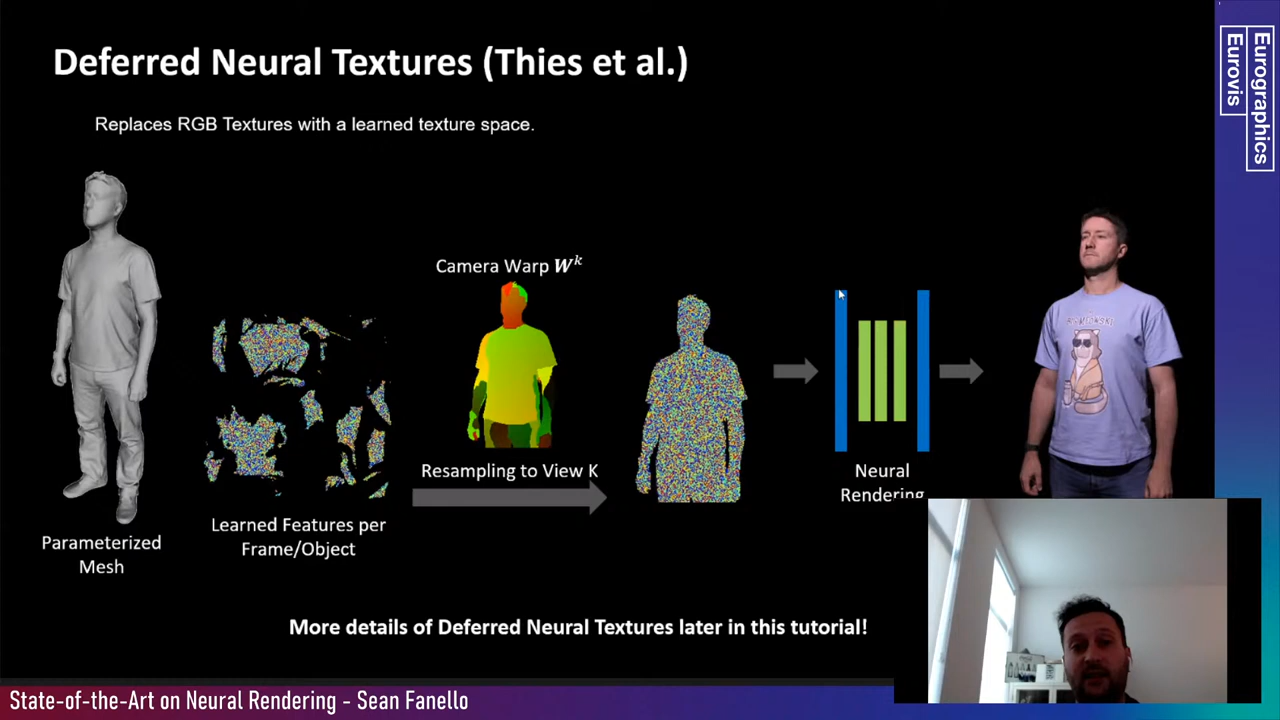 Deferred Neural Textures (Thies et al.)
Replaces RGB Textures with a learned texture space.
Camera Warp W^k
Resampling to View K
Neural
Rendering
Learned Features per
Frame/Object
Parameterized
Mesh
More details of Deferred Neural Textures later in this tutorial!
State-of-the-Art on Neural Rendering – Sean Fanello
Eurographics
Eurovis